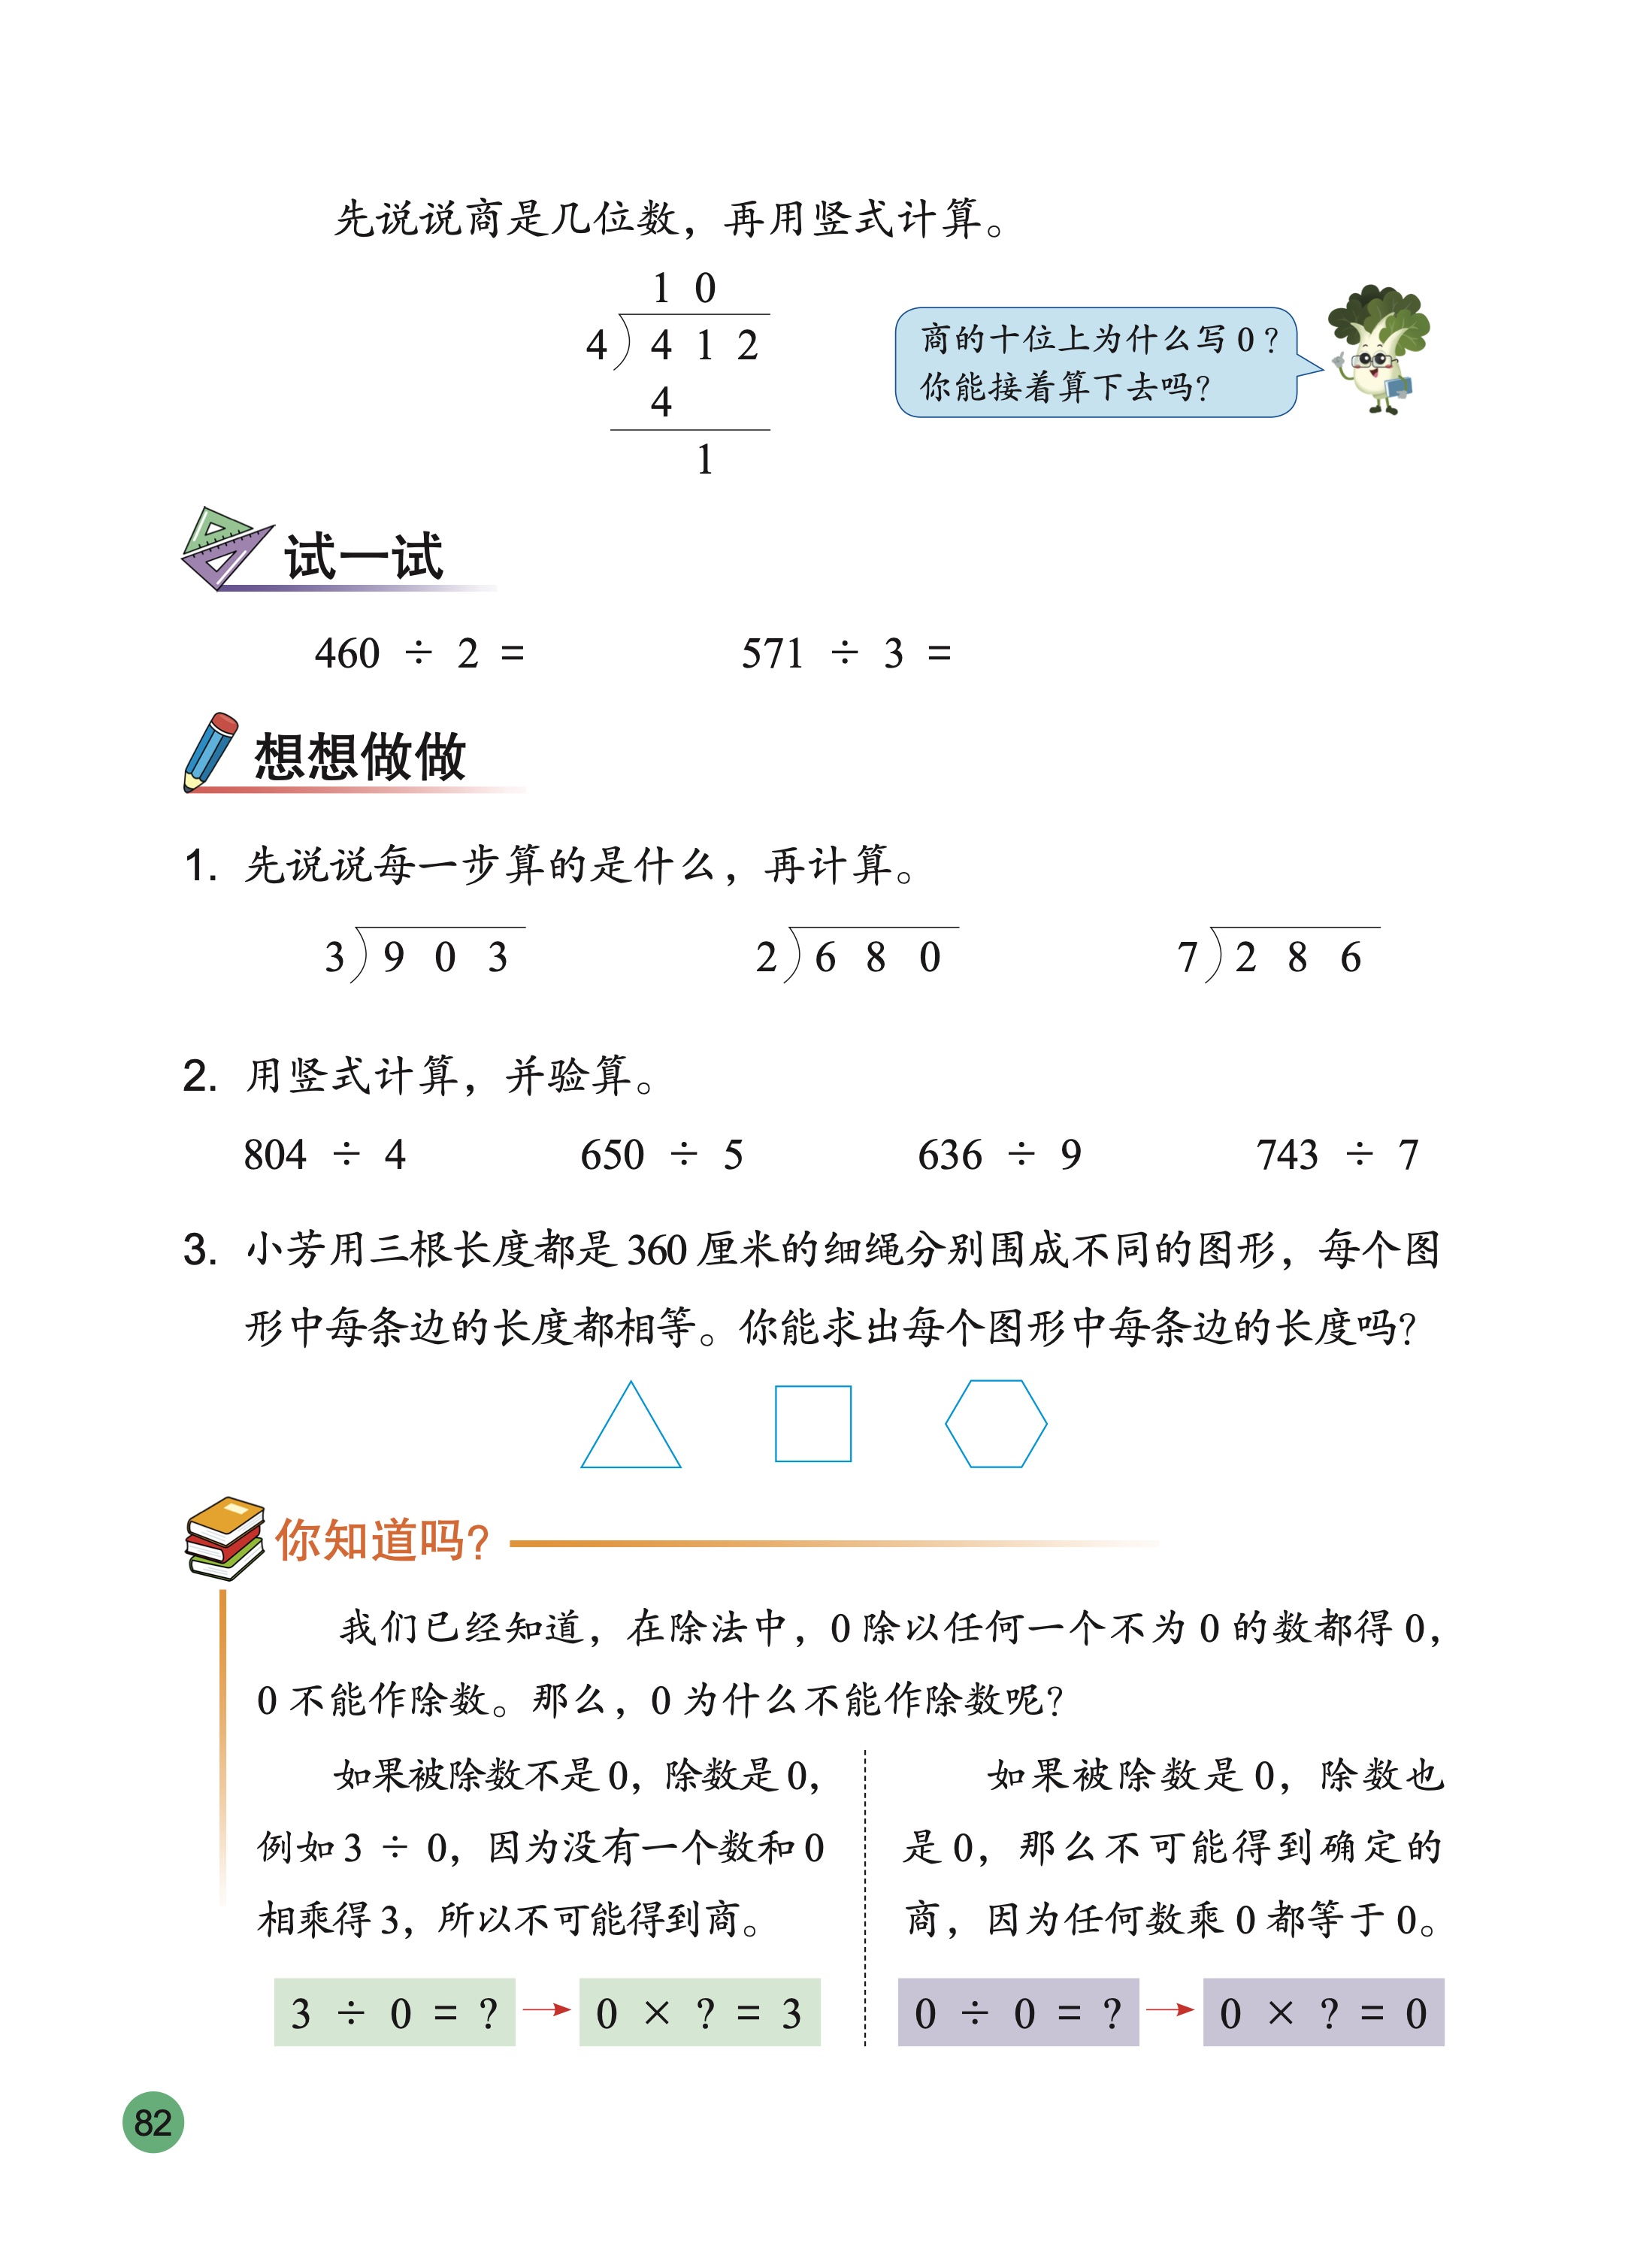 先说说商是几位数，再用竖式计算。
1 0
4 4 1 2
4
1
商的十位上为什么写 0？
你能接着算下去吗？
试一试
460 ÷ 2 = 571 ÷ 3 =
想想做做
1. 先说说每一步算的是什么，再计算。
3 9 0 3 2 6 8 0 7 2 8 6
2. 用竖式计算，并验算。
804 ÷ 4 650 ÷ 5 636 ÷ 9 743 ÷ 7
3. 小芳用三根长度都是 360 厘米的细绳分别围成不同的图形，每个图
形中每条边的长度都相等。你能求出每个图形中每条边的长度吗？
你知道吗？
我们已经知道，在除法中，0 除以任何一个不为 0 的数都得 0，
0 不能作除数。那么，0 为什么不能作除数呢？
如果被除数不是 0，除数是 0，
例如 3 ÷ 0，因为没有一个数和 0
相乘得 3，所以不可能得到商。
3 ÷ 0 = ? → 0 × ? = 3
如果被除数是 0，除数也
是 0，那么不可能得到确定的
商，因为任何数乘 0 都等于 0。
0 ÷ 0 = ? → 0 × ? = 0
82